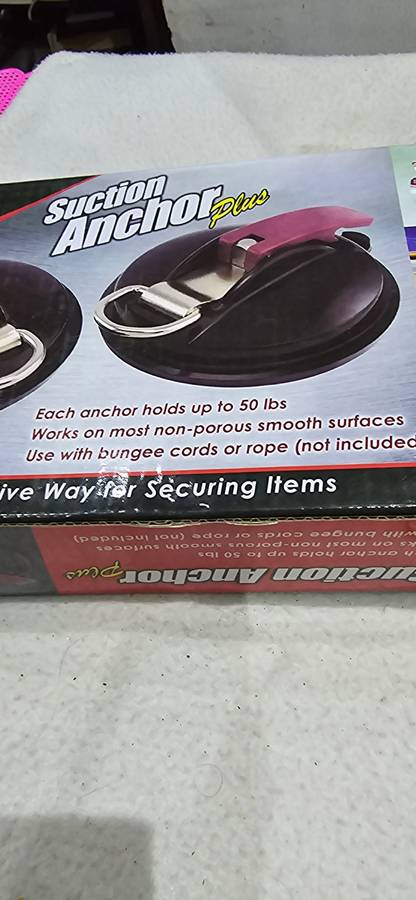 Suction
Anchor Plus
Each anchor holds up to 50 lbs
Works on most non-porous smooth surfaces
Use with bungee cords or rope (not included
ive Way for Securing Items
uction Anchor Plus
h anchor holds up to 50 lbs
ks on most non-porous smooth surfaces
with bungee cords or rope (not included)